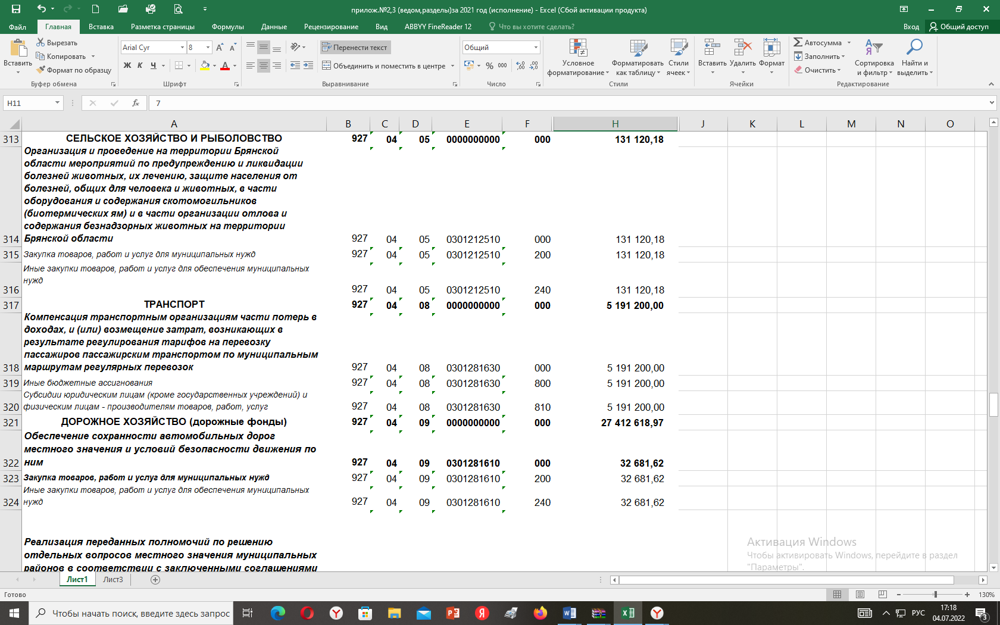 прилож.№2,3 (ведом,разделы)за 2021 год (исполнение) - Excel (Сбой активации продукта)
Файл Главная Вставка Разметка страницы Формулы Данные Рецензирование Вид ABBYY FineReader 12 Что вы хотите сделать? Вход Общий доступ
Вставить
Вырезать
Копировать
Формат по образцу
Буфер обмена
Arial Cyr 8
Ж К Ч
Шрифт
Перенести текст
Объединить и поместить в центре
Выравнивание
Общий
% 000
Число
Условное форматирование
Форматировать как таблицу
Стили ячеек
Стили
Вставить Удалить Формат
Ячейки
Автосумма
Заполнить
Очистить
Сортировка и фильтр
Найти и выделить
Редактирование
H11 fx 7
A B C D E F H J K L M N O
313 СЕЛЬСКОЕ ХОЗЯЙСТВО И РЫБОЛОВСТВО 927 04 05 0000000000 000 131 120,18
Организация и проведение на территории Брянской
области мероприятий по предупреждению и ликвидации
болезней животных, их лечению, защите населения от
болезней, общих для человека и животных, в части
оборудования и содержания скотомогильников
(биотермических ям) и в части организации отлова и
содержания безнадзорных животных на территории
314 Брянской области 927 04 05 0301212510 000 131 120,18
315 Закупка товаров, работ и услуг для муниципальных нужд 927 04 05 0301212510 200 131 120,18
Иные закупки товаров, работ и услуг для обеспечения муниципальных
нужд
316 927 04 05 0301212510 240 131 120,18
317 ТРАНСПОРТ 927 04 08 0000000000 000 5 191 200,00
Компенсация транспортным организациям части потерь в
доходах, и (или) возмещение затрат, возникающих в
результате регулирования тарифов на перевозку
пассажиров пассажирским транспортом по муниципальным
318 маршрутам регулярных перевозок 927 04 08 0301281630 000 5 191 200,00
319 Иные бюджетные ассигнования 927 04 08 0301281630 800 5 191 200,00
Субсидии юридическим лицам (кроме государственных учреждений) и
320 физическим лицам - производителям товаров, работ, услуг 927 04 08 0301281630 810 5 191 200,00
321 ДОРОЖНОЕ ХОЗЯЙСТВО (дорожные фонды) 927 04 09 0000000000 000 27 412 618,97
Обеспечение сохранности автомобильных дорог
местного значения и условий безопасности движения по
322 ним 927 04 09 0301281610 000 32 681,62
323 Закупка товаров, работ и услуг для муниципальных нужд 927 04 09 0301281610 200 32 681,62
Иные закупки товаров, работ и услуг для обеспечения муниципальных
324 нужд 927 04 09 0301281610 240 32 681,62
Реализация переданных полномочий по решению
отдельных вопросов местного значения муниципальных
районов в соответствии с заключенными соглашениями
Активация Windows
Чтобы активировать Windows, перейдите в раздел
"Параметры".
Лист1 Лист3
Готово 130%
Чтобы начать поиск, введите здесь запрос
РУС 17:18
04.07.2022
3